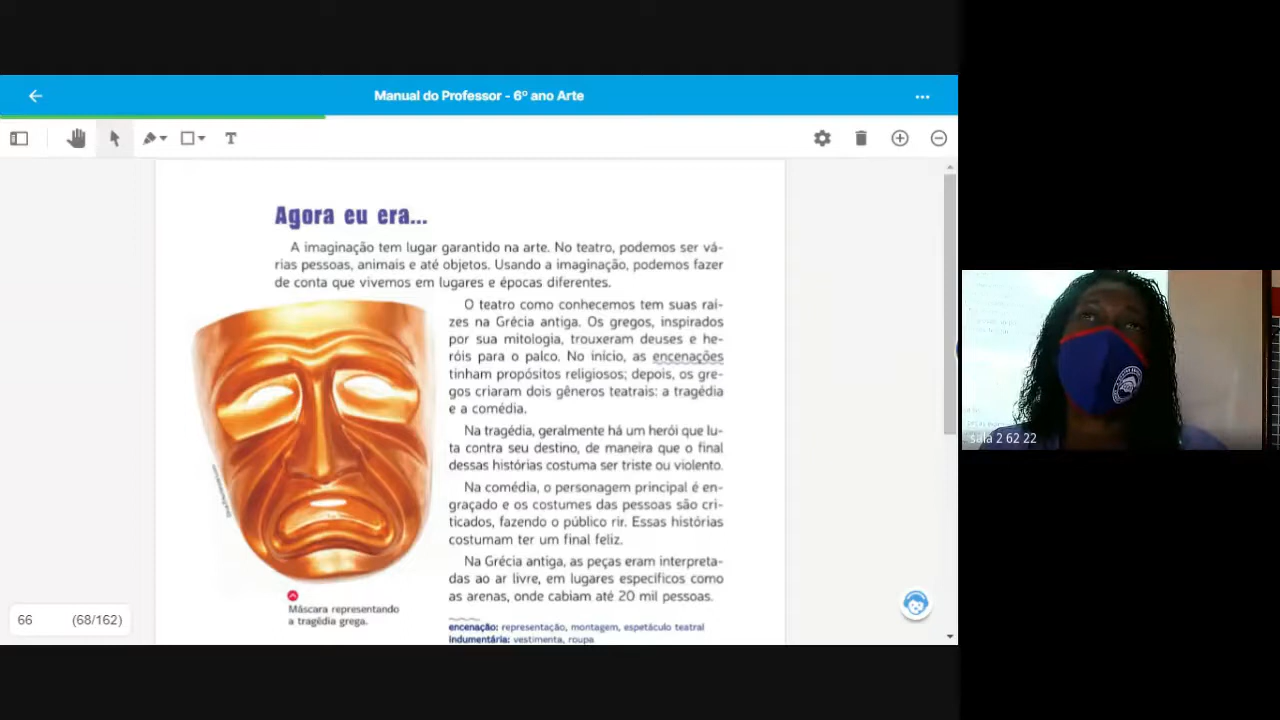 Manual do Professor - 6º ano Arte
T
Agora eu era...
A imaginação tem lugar garantido na arte. No teatro, podemos ser vá-
rias pessoas, animais e até objetos. Usando a imaginação, podemos fazer
de conta que vivemos em lugares e épocas diferentes.
O teatro como conhecemos tem suas raí-
zes na Grécia antiga. Os gregos, inspirados
por sua mitologia, trouxeram deuses e he-
róis para o palco. No início, as encenações
tinham propósitos religiosos; depois, os gre-
gos criaram dois gêneros teatrais: a tragédia
e a comédia.
Na tragédia, geralmente há um herói que lu-
ta contra seu destino, de maneira que o final
dessas histórias costuma ser triste ou violento.
Na comédia, o personagem principal é en-
graçado e os costumes das pessoas são cri-
ticados, fazendo o público rir. Essas histórias
costumam ter um final feliz.
Na Grécia antiga, as peças eram interpreta-
das ao ar livre, em lugares específicos como
as arenas, onde cabiam até 20 mil pessoas.
Máscara representando
a tragédia grega.
encenação: representação, montagem, espetáculo teatral
indumentária: vestimenta, roupa
66 (68/162)
sala 2 62 22